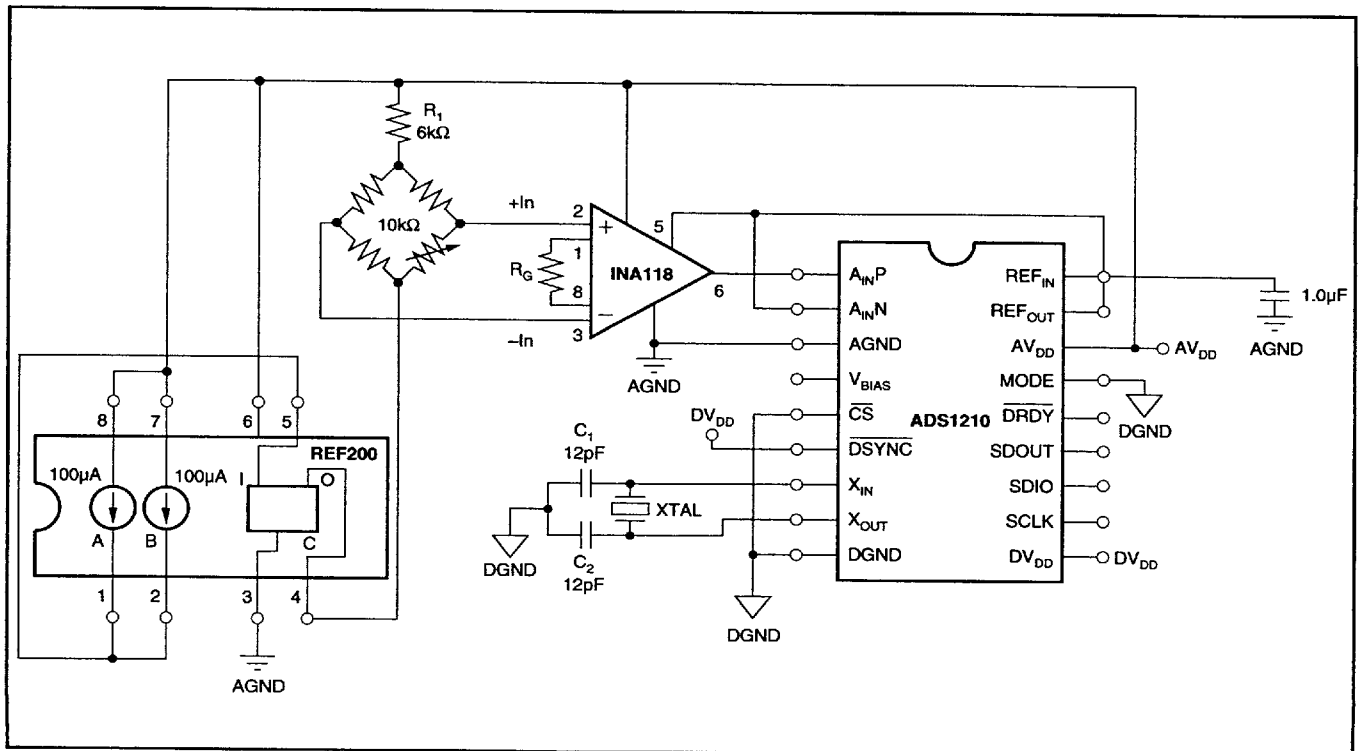 R1
6kΩ
10kΩ
+In
2
1
RG
8
3
–In
+
–
5
INA118
6
AGND
AINP
AINN
AGND
VBIAS
CS
DSYNC
XIN
XOUT
DGND
ADS1210
REFIN
REFOUT
AVDD
MODE
DRDY
SDOUT
SDIO
SCLK
DVDD
1.0µF
AGND
AVDD
DGND
DVDD
DVDD
C1
12pF
XTAL
C2
12pF
DGND
DGND
8
7
6
5
REF200
100µA
100µA
I
O
A
B
C
1
2
3
4
AGND